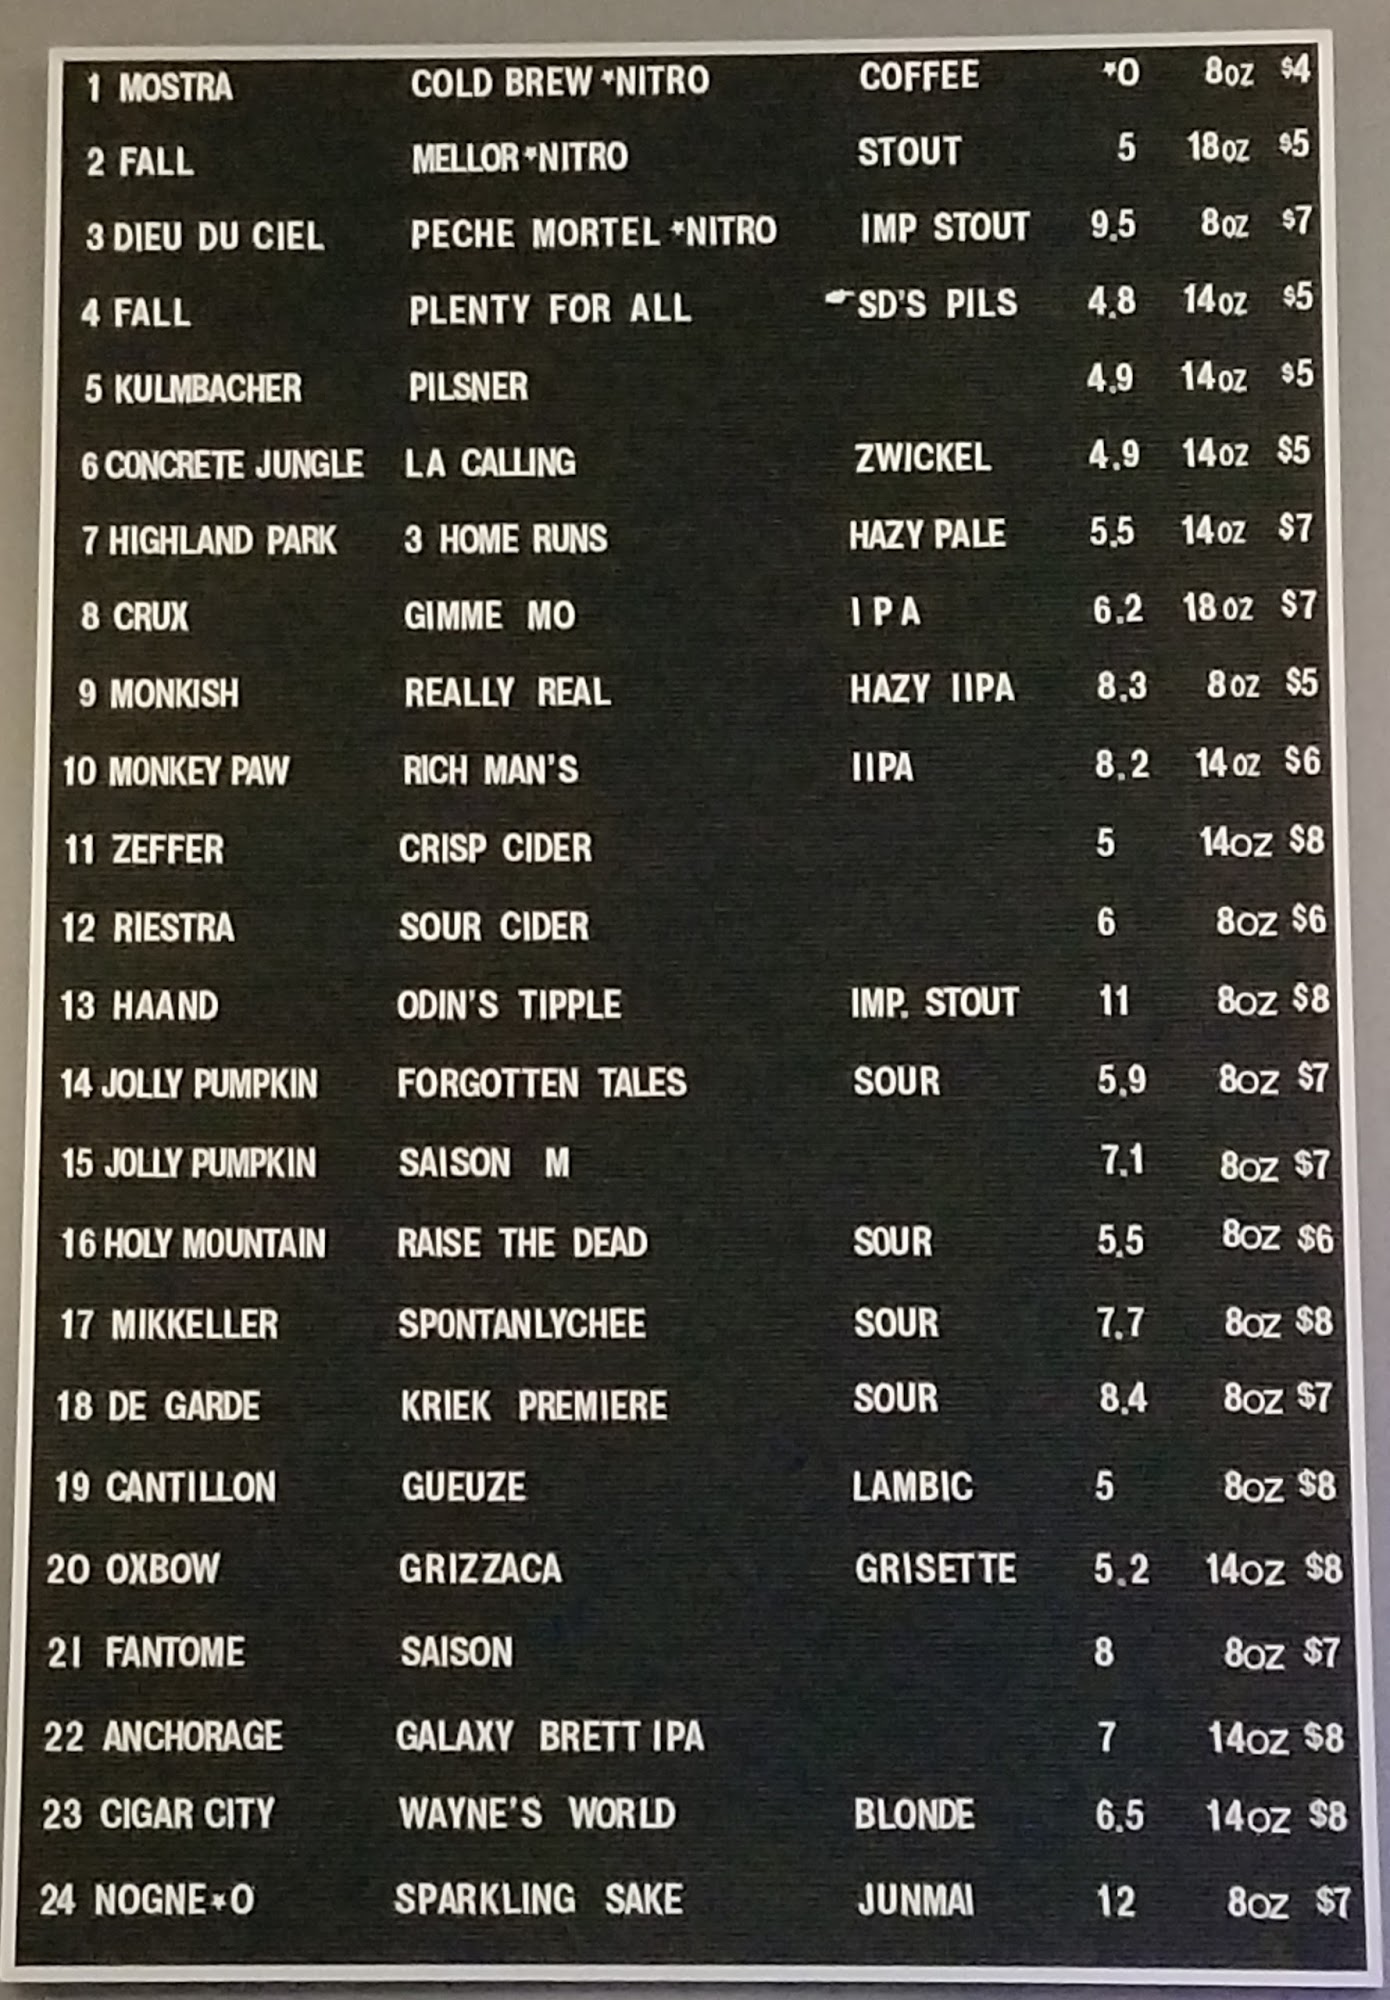 1 MOSTRA COLD BREW *NITRO COFFEE *0 8OZ $4
2 FALL MELLOR *NITRO STOUT 5 18OZ $5
3 DIEU DU CIEL PECHE MORTEL *NITRO IMP STOUT 9.5 8OZ $7
4 FALL PLENTY FOR ALL SD'S PILS 4.8 14OZ $5
5 KULMBACHER PILSNER 4.9 14OZ $5
6 CONCRETE JUNGLE LA CALLING ZWICKEL 4.9 14OZ $5
7 HIGHLAND PARK 3 HOME RUNS HAZY PALE 5.5 14OZ $7
8 CRUX GIMME MO IPA 6.2 18OZ $7
9 MONKISH REALLY REAL HAZY IIPA 8.3 8OZ $5
10 MONKEY PAW RICH MAN'S IIPA 8.2 14OZ $6
11 ZEFFER CRISP CIDER 5 14OZ $8
12 RIESTRA SOUR CIDER 6 8OZ $6
13 HAAND ODIN'S TIPPLE IMP. STOUT 11 8OZ $8
14 JOLLY PUMPKIN FORGOTTEN TALES SOUR 5.9 8OZ $7
15 JOLLY PUMPKIN SAISON M 7.1 8OZ $7
16 HOLY MOUNTAIN RAISE THE DEAD SOUR 5.5 8OZ $6
17 MIKKELLER SPONTANLYCHEE SOUR 7.7 8OZ $8
18 DE GARDE KRIEK PREMIERE SOUR 8.4 8OZ $7
19 CANTILLON GUEUZE LAMBIC 5 8OZ $8
20 OXBOW GRIZZACA GRISETTE 5.2 14OZ $8
21 FANTOME SAISON 8 8OZ $7
22 ANCHORAGE GALAXY BRETT IPA 7 14OZ $8
23 CIGAR CITY WAYNE'S WORLD BLONDE 6.5 14OZ $8
24 NOGNE*O SPARKLING SAKE JUNMAI 12 8OZ $7